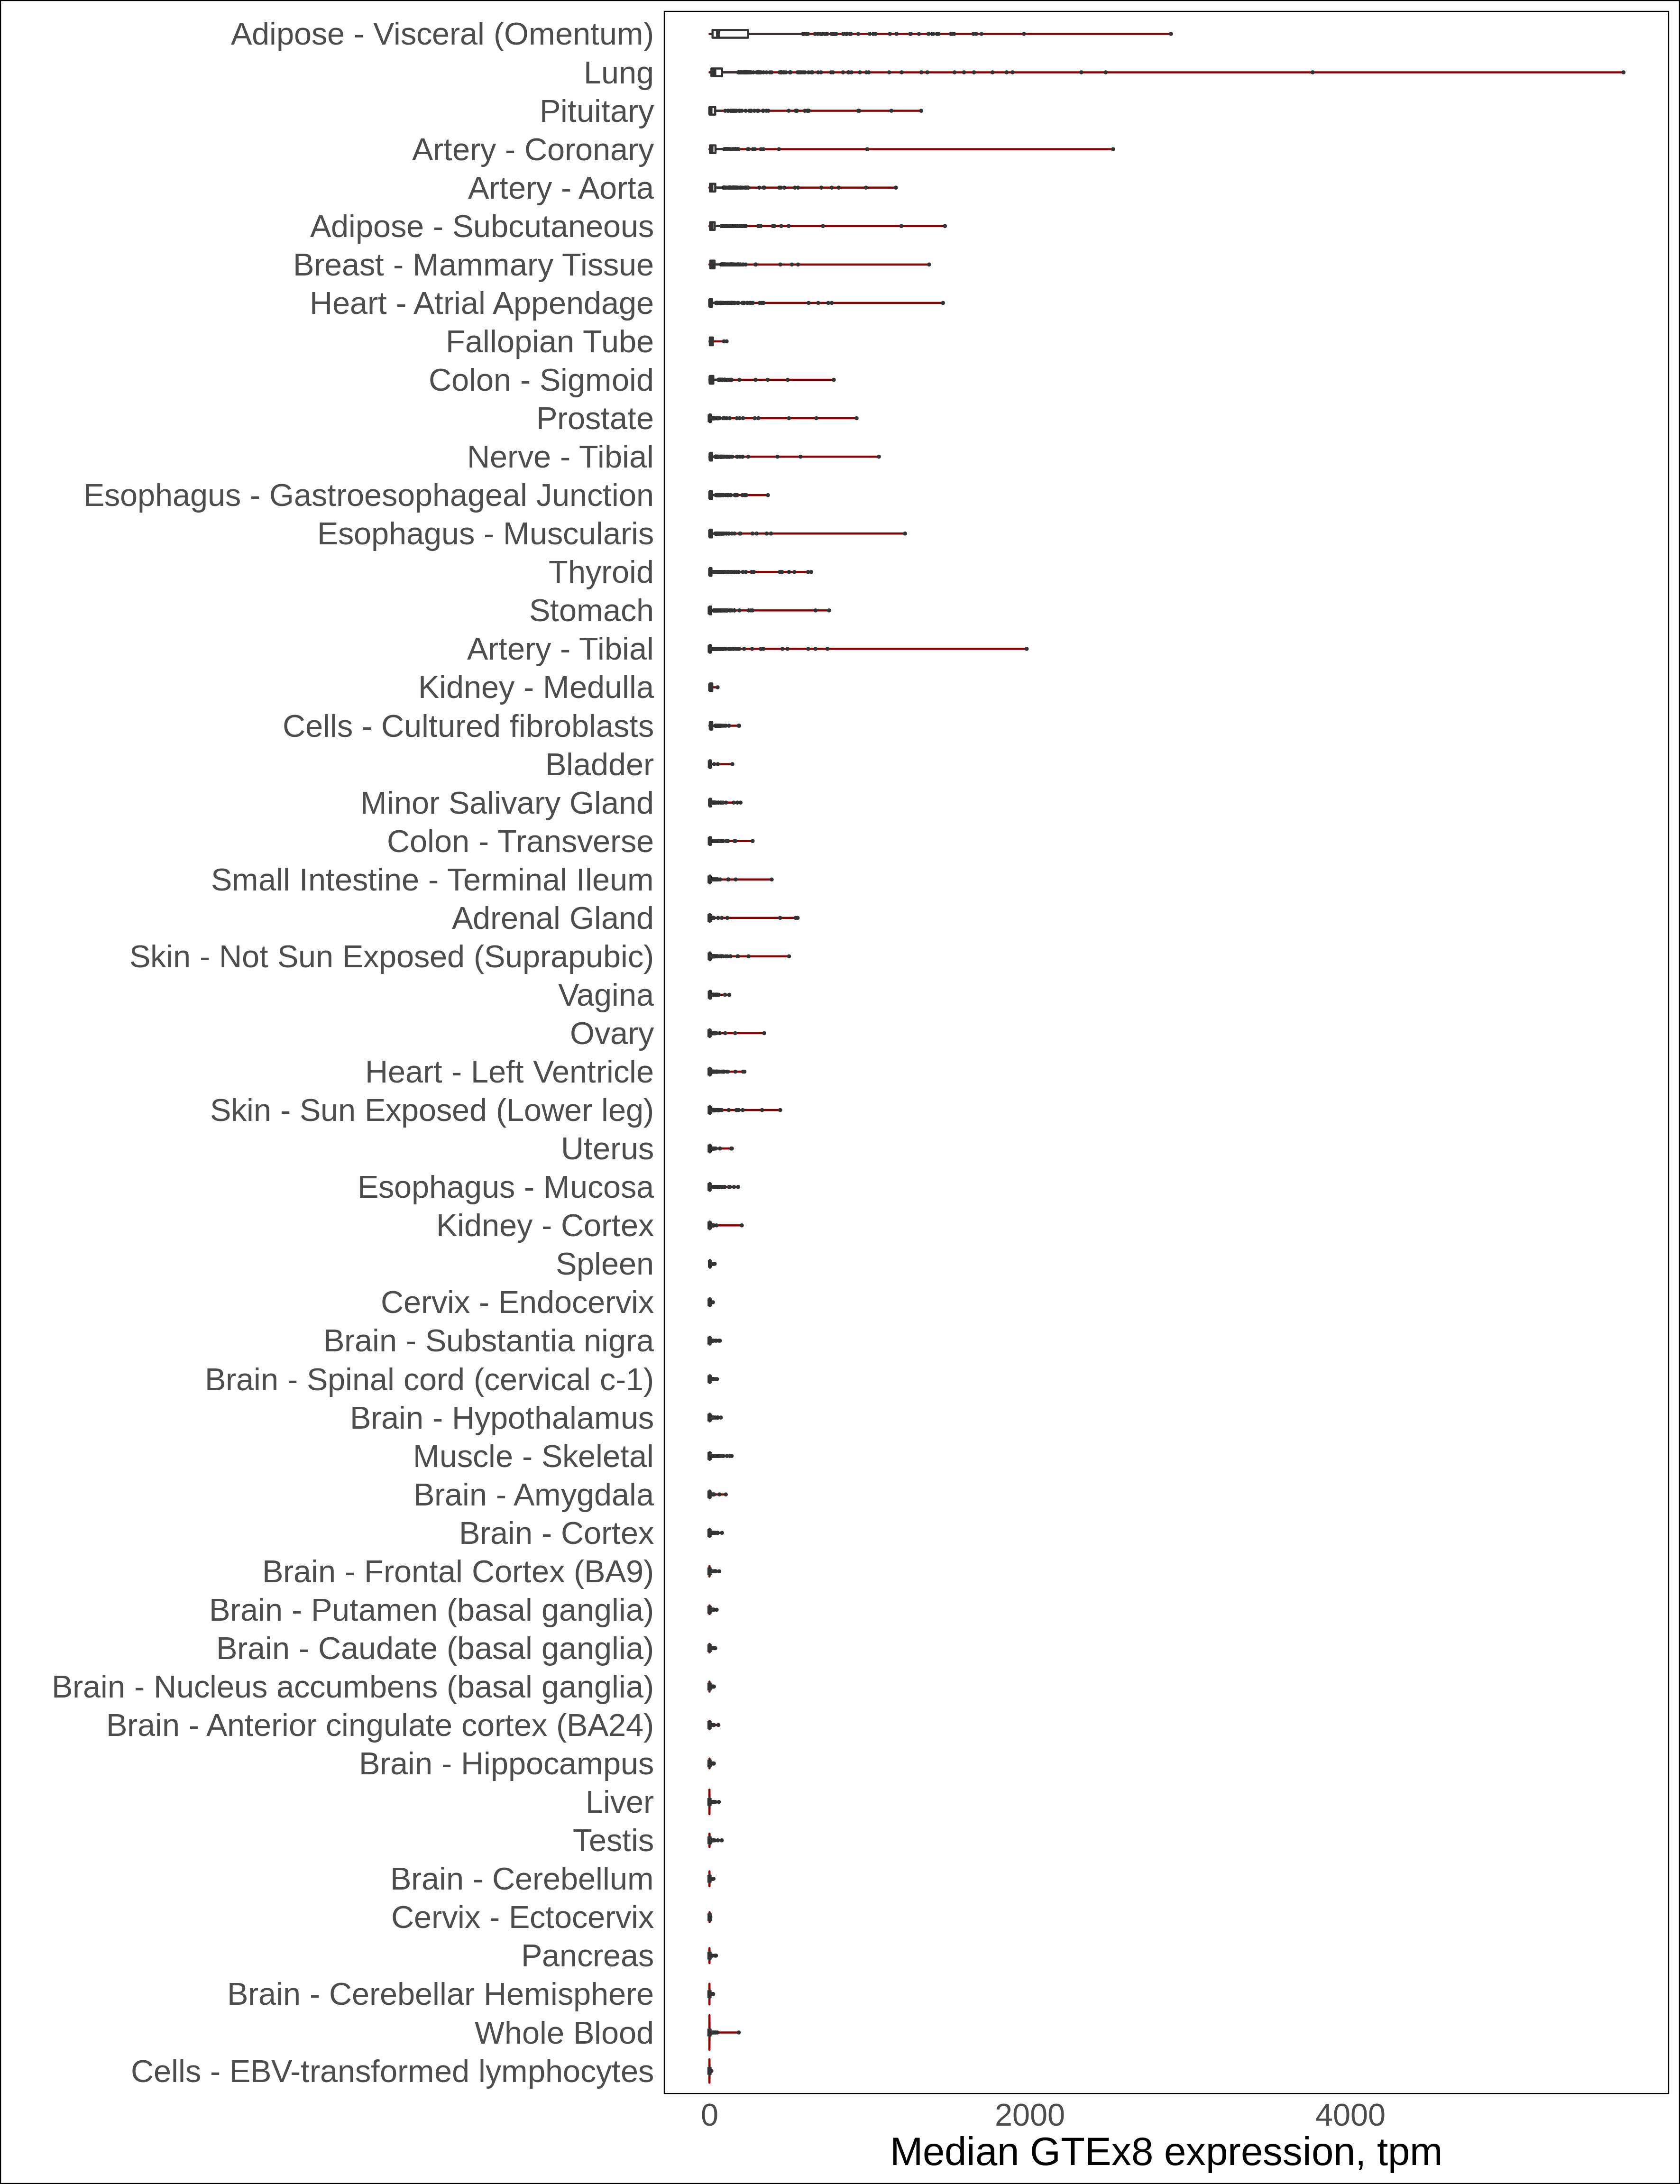 Adipose - Visceral (Omentum)
Lung
Pituitary
Artery - Coronary
Artery - Aorta
Adipose - Subcutaneous
Breast - Mammary Tissue
Heart - Atrial Appendage
Fallopian Tube
Colon - Sigmoid
Prostate
Nerve - Tibial
Esophagus - Gastroesophageal Junction
Esophagus - Muscularis
Thyroid
Stomach
Artery - Tibial
Kidney - Medulla
Cells - Cultured fibroblasts
Bladder
Minor Salivary Gland
Colon - Transverse
Small Intestine - Terminal Ileum
Adrenal Gland
Skin - Not Sun Exposed (Suprapubic)
Vagina
Ovary
Heart - Left Ventricle
Skin - Sun Exposed (Lower leg)
Uterus
Esophagus - Mucosa
Kidney - Cortex
Spleen
Cervix - Endocervix
Brain - Substantia nigra
Brain - Spinal cord (cervical c-1)
Brain - Hypothalamus
Muscle - Skeletal
Brain - Amygdala
Brain - Cortex
Brain - Frontal Cortex (BA9)
Brain - Putamen (basal ganglia)
Brain - Caudate (basal ganglia)
Brain - Nucleus accumbens (basal ganglia)
Brain - Anterior cingulate cortex (BA24)
Brain - Hippocampus
Liver
Testis
Brain - Cerebellum
Cervix - Ectocervix
Pancreas
Brain - Cerebellar Hemisphere
Whole Blood
Cells - EBV-transformed lymphocytes
0 2000 4000
Median GTEx8 expression, tpm